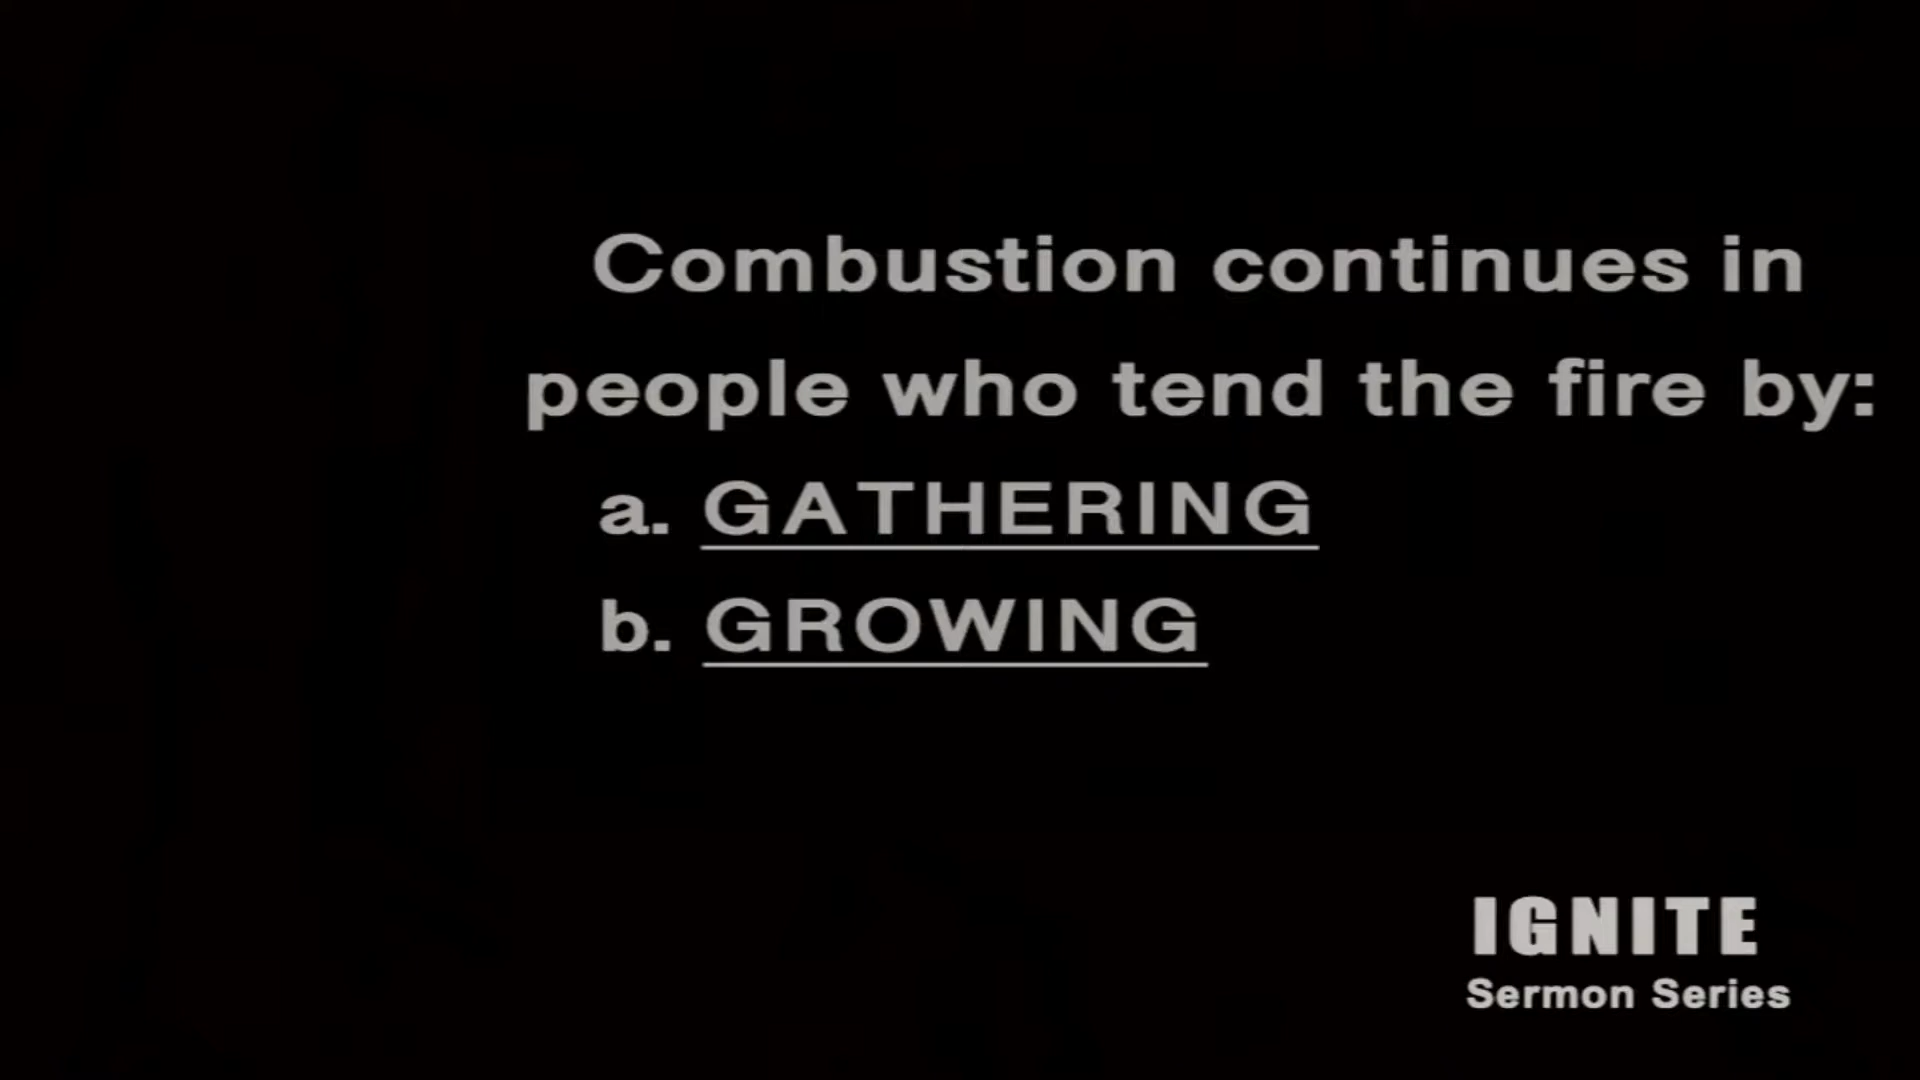 Combustion continues in
people who tend the fire by:
a. GATHERING
b. GROWING
IGNITE
Sermon Series